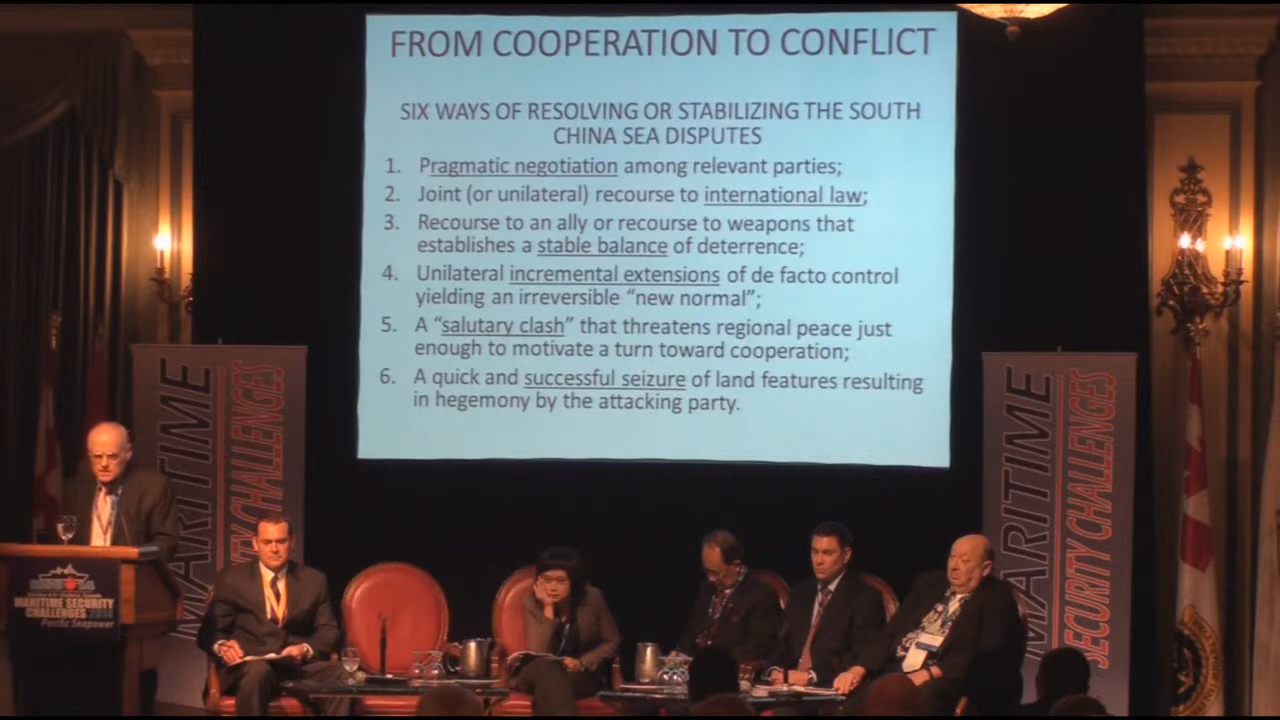 FROM COOPERATION TO CONFLICT
SIX WAYS OF RESOLVING OR STABILIZING THE SOUTH
CHINA SEA DISPUTES
1. Pragmatic negotiation among relevant parties;
2. Joint (or unilateral) recourse to international law;
3. Recourse to an ally or recourse to weapons that
establishes a stable balance of deterrence;
4. Unilateral incremental extensions of de facto control
yielding an irreversible “new normal”;
5. A “salutary clash” that threatens regional peace just
enough to motivate a turn toward cooperation;
6. A quick and successful seizure of land features resulting
in hegemony by the attacking party.
MARITIME
SECURITY CHALLENGES
MARITIME
SECURITY CHALLENGES
MARITIME SECURITY
CHALLENGES
Pacific Seapower